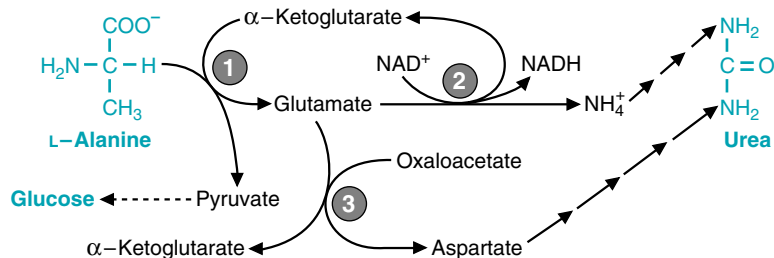 α–Ketoglutarate
COO⁻
H₂N – C – H
CH₃
L–Alanine
1
NAD⁺
2
NADH
Glutamate
NH₄⁺
NH₂
C = O
NH₂
Urea
Oxaloacetate
Glucose
Pyruvate
3
α–Ketoglutarate
Aspartate